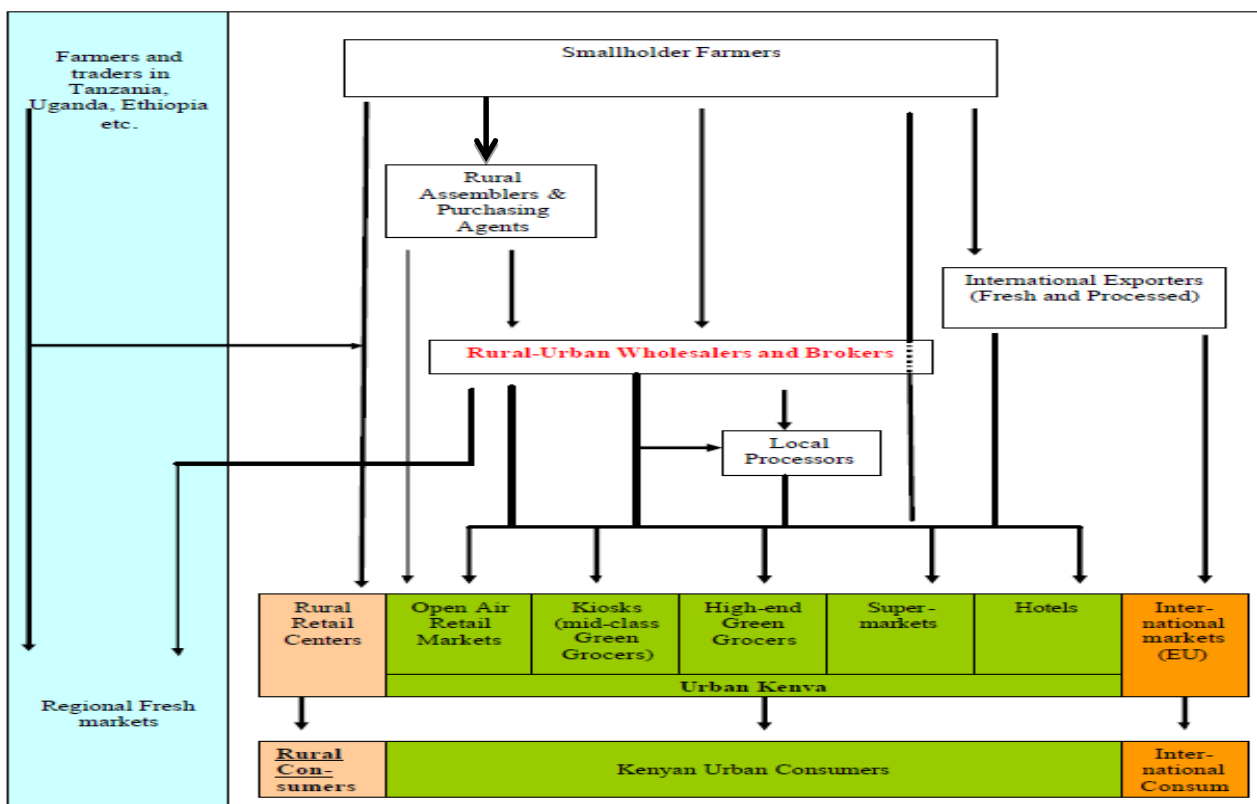 Farmers and
traders in
Tanzania,
Uganda, Ethiopia
etc.
Smallholder Farmers
Rural
Assemblers &
Purchasing
Agents
International Exporters
(Fresh and Processed)
Rural-Urban Wholesalers and Brokers
Local
Processors
Rural
Retail
Centers
Open Air
Retail
Markets
Kiosks
(mid-class
Green
Grocers)
High-end
Green
Grocers
Super-
markets
Hotels
Inter-
national
markets
(EU)
Urban Kenya
Regional Fresh
markets
Rural
Con-
sumers
Kenyan Urban Consumers
Inter-
national
Consum